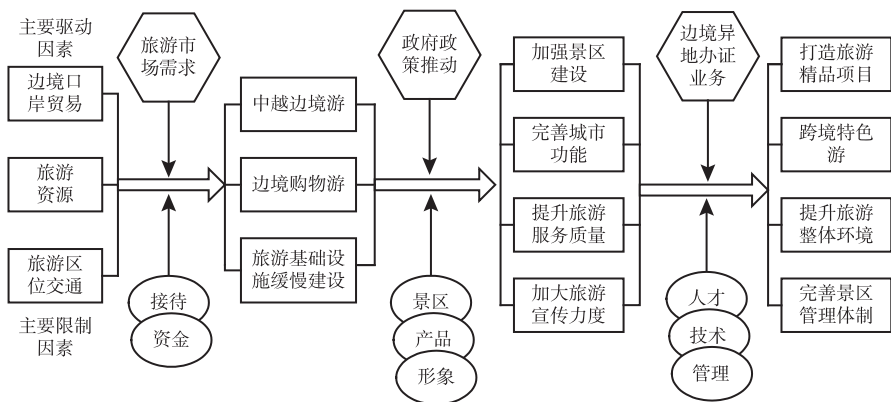 主要驱动
因素
边境口
岸贸易
旅游
资源
旅游区
位交通
主要限制
因素
旅游市
场需求
接待
资金
中越边境游
边境购物游
旅游基础设
施缓慢建设
政府政
策推动
景区
产品
形象
加强景区
建设
完善城市
功能
提升旅游
服务质量
加大旅游
宣传力度
边境异
地办证
业务
人才
技术
管理
打造旅游
精品项目
跨境特色
游
提升旅游
整体环境
完善景区
管理体制